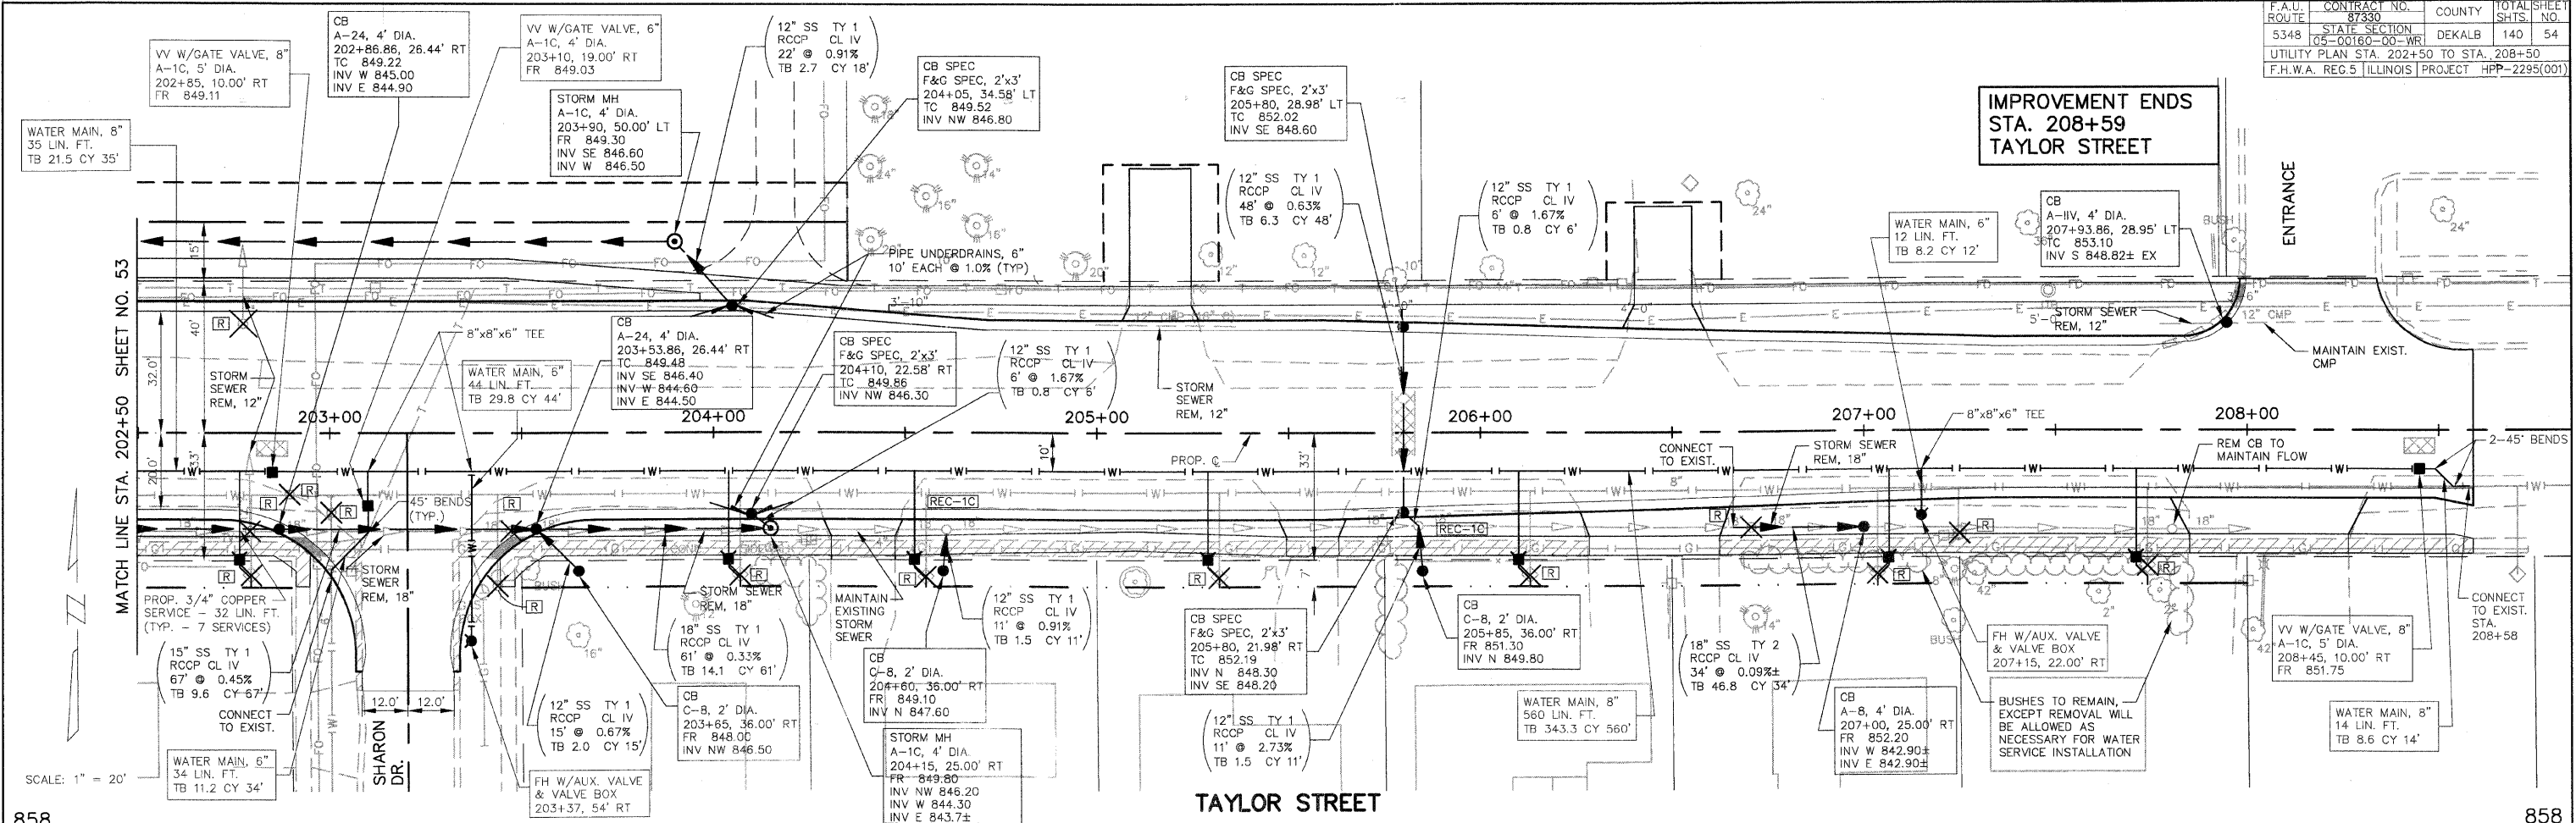 F.A.U. ROUTE
CONTRACT NO.
87330
COUNTY
TOTAL SHTS.
SHEET NO.
5348
STATE SECTION
05-00160-00-WR
DEKALB
140
54
UTILITY PLAN STA. 202+50 TO STA. 208+50
F.H.W.A. REG.5
ILLINOIS
PROJECT HPP-2295(001)
WATER MAIN, 8"
35 LIN. FT.
TB 21.5 CY 35'
VV W/GATE VALVE, 8"
A-1C, 5' DIA.
202+85, 10.00' RT
FR 849.11
CB
A-24, 4' DIA.
202+86.86, 26.44' RT
TC 849.22
INV W 845.00
INV E 844.90
VV W/GATE VALVE, 6"
A-1C, 4' DIA.
203+10, 19.00' RT
FR 849.03
STORM MH
A-1C, 4' DIA.
203+90, 50.00' LT
FR 849.30
INV SE 846.60
INV W 846.50
12" SS TY 1
RCCP CL IV
22' @ 0.91%
TB 2.7 CY 18'
CB SPEC
F&G SPEC, 2'x3'
204+05, 34.58' LT
TC 849.52
INV NW 846.80
CB SPEC
F&G SPEC, 2'x3'
205+80, 28.98' LT
TC 852.02
INV SE 848.60
12" SS TY 1
RCCP CL IV
48' @ 0.63%
TB 6.3 CY 48'
12" SS TY 1
RCCP CL IV
6' @ 1.67%
TB 0.8 CY 6'
IMPROVEMENT ENDS
STA. 208+59
TAYLOR STREET
WATER MAIN, 6"
12 LIN. FT.
TB 8.2 CY 12'
CB
A-IIV, 4' DIA.
207+93.86, 28.95' LT
TC 853.10
INV S 848.82± EX
ENTRANCE
BUSH
24"
24"
PIPE UNDERDRAINS, 6"
10' EACH @ 1.0% (TYP)
MATCH LINE STA. 202+50 SHEET NO. 53
15'
40'
32.0'
33'
STORM
SEWER
REM, 12"
8"x8"x6" TEE
WATER MAIN, 6"
44 LIN. FT.
TB 29.8 CY 44'
CB
A-24, 4' DIA.
203+53.86, 26.44' RT
TC 849.48
INV SE 846.40
INV W 844.60
INV E 844.50
CB SPEC
F&G SPEC, 2'x3'
204+10, 22.58' RT
TC 849.86
INV NW 846.30
12" SS TY 1
RCCP CL IV
6' @ 1.67%
TB 0.8 CY 6'
STORM
SEWER
REM, 12"
STORM SEWER
REM, 12"
12" CMP
MAINTAIN EXIST.
CMP
203+00
204+00
205+00
206+00
207+00
208+00
10'
PROP. ℄
33'
CONNECT
TO EXIST.
STORM SEWER
REM, 18"
8"x8"x6" TEE
REM CB TO
MAINTAIN FLOW
2-45° BENDS
45° BENDS
(TYP.)
REC-1C
REC-1C
STORM
SEWER
REM, 18"
PROP. 3/4" COPPER
SERVICE - 32 LIN. FT.
(TYP. - 7 SERVICES)
15" SS TY 1
RCCP CL IV
67' @ 0.45%
TB 9.6 CY 67'
CONNECT
TO EXIST.
WATER MAIN, 6"
34 LIN. FT.
TB 11.2 CY 34'
SCALE: 1" = 20'
12.0'
12.0'
SHARON
DR.
BUSH
16"
12" SS TY 1
RCCP CL IV
15' @ 0.67%
TB 2.0 CY 15'
FH W/AUX. VALVE
& VALVE BOX
203+37, 54' RT
STORM SEWER
REM, 18"
18" SS TY 1
RCCP CL IV
61' @ 0.33%
TB 14.1 CY 61'
CB
C-8, 2' DIA.
203+65, 36.00' RT
FR 848.00
INV NW 846.50
MAINTAIN
EXISTING
STORM
SEWER
CB
C-8, 2' DIA.
204+60, 36.00' RT
FR 849.10
INV N 847.60
STORM MH
A-1C, 4' DIA.
204+15, 25.00' RT
FR 849.80
INV NW 846.20
INV W 844.30
INV E 843.7±
12" SS TY 1
RCCP CL IV
11' @ 0.91%
TB 1.5 CY 11'
CB SPEC
F&G SPEC, 2'x3'
205+80, 21.98' RT
TC 852.19
INV N 848.30
INV SE 848.20
12" SS TY 1
RCCP CL IV
11' @ 2.73%
TB 1.5 CY 11'
CB
C-8, 2' DIA.
205+85, 36.00' RT
FR 851.30
INV N 849.80
WATER MAIN, 8"
560 LIN. FT.
TB 343.3 CY 560'
18" SS TY 2
RCCP CL IV
34' @ 0.09%±
TB 46.8 CY 34'
CB
A-8, 4' DIA.
207+00, 25.00' RT
FR 852.20
INV W 842.90±
INV E 842.90±
FH W/AUX. VALVE
& VALVE BOX
207+15, 22.00' RT
BUSHES TO REMAIN,
EXCEPT REMOVAL WILL
BE ALLOWED AS
NECESSARY FOR WATER
SERVICE INSTALLATION
VV W/GATE VALVE, 8"
A-1C, 5' DIA.
208+45, 10.00' RT
FR 851.75
WATER MAIN, 8"
14 LIN. FT.
TB 8.6 CY 14'
CONNECT
TO EXIST.
STA.
208+58
TAYLOR STREET
858
858